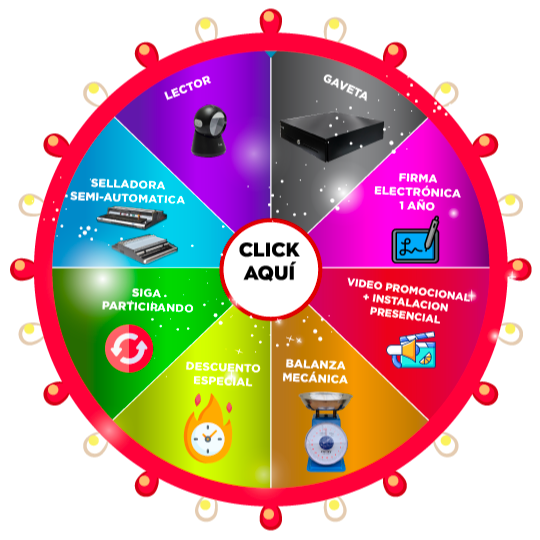 LECTOR
GAVETA
SELLADORA
SEMI-AUTOMATICA
FIRMA
ELECTRÓNICA
1 AÑO
CLICK
AQUÍ
SIGA
PARTICIPANDO
VIDEO PROMOCIONAL
+ INSTALACION
PRESENCIAL
DESCUENTO
ESPECIAL
BALANZA
MECÁNICA